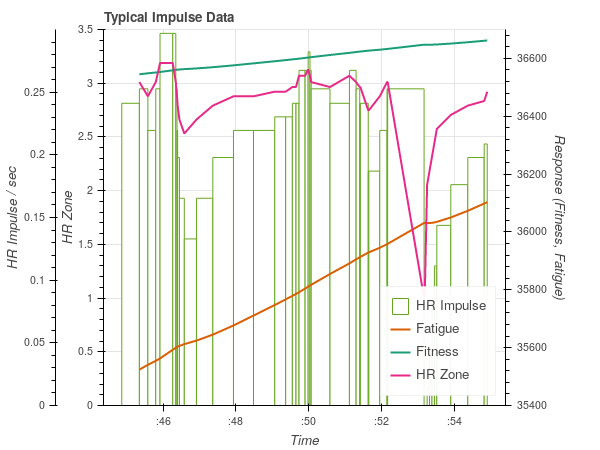 Typical Impulse Data
3.5
3
2.5
2
1.5
1
0.5
0
0.25
0.2
0.15
0.1
0.05
0
HR Impulse / sec
HR Zone
36600
36400
36200
36000
35800
35600
35400
Response (Fitness, Fatigue)
HR Impulse
Fatigue
Fitness
HR Zone
:46
:48
:50
:52
:54
Time